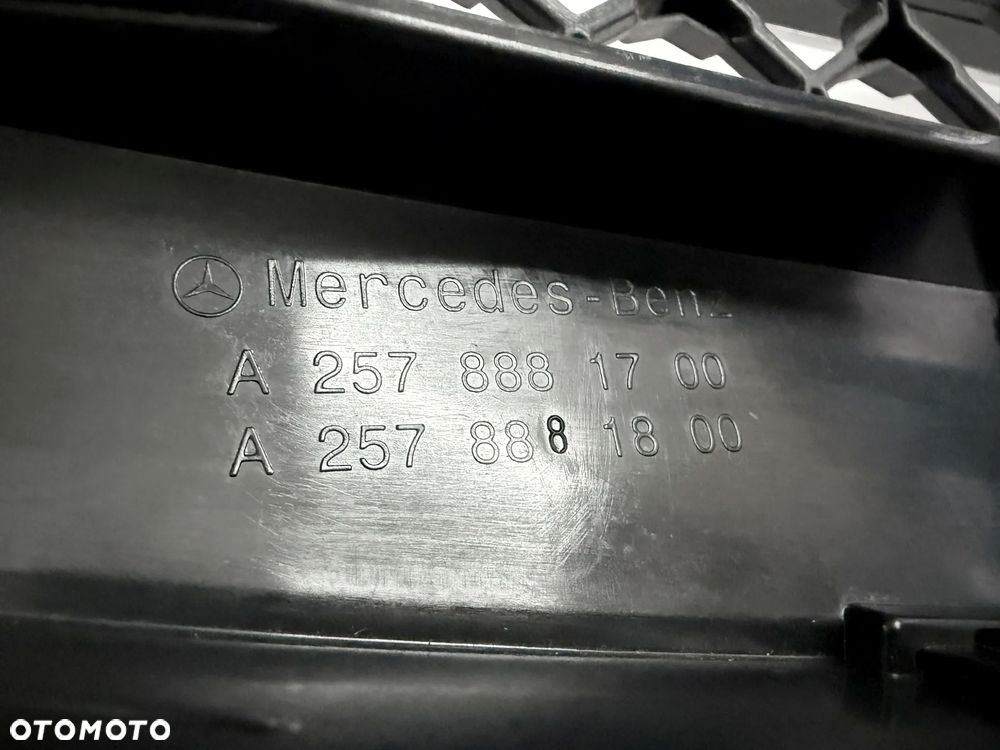 Mercedes-Benz
A 257 888 17 00
A 257 888 18 00
OTOMOTO